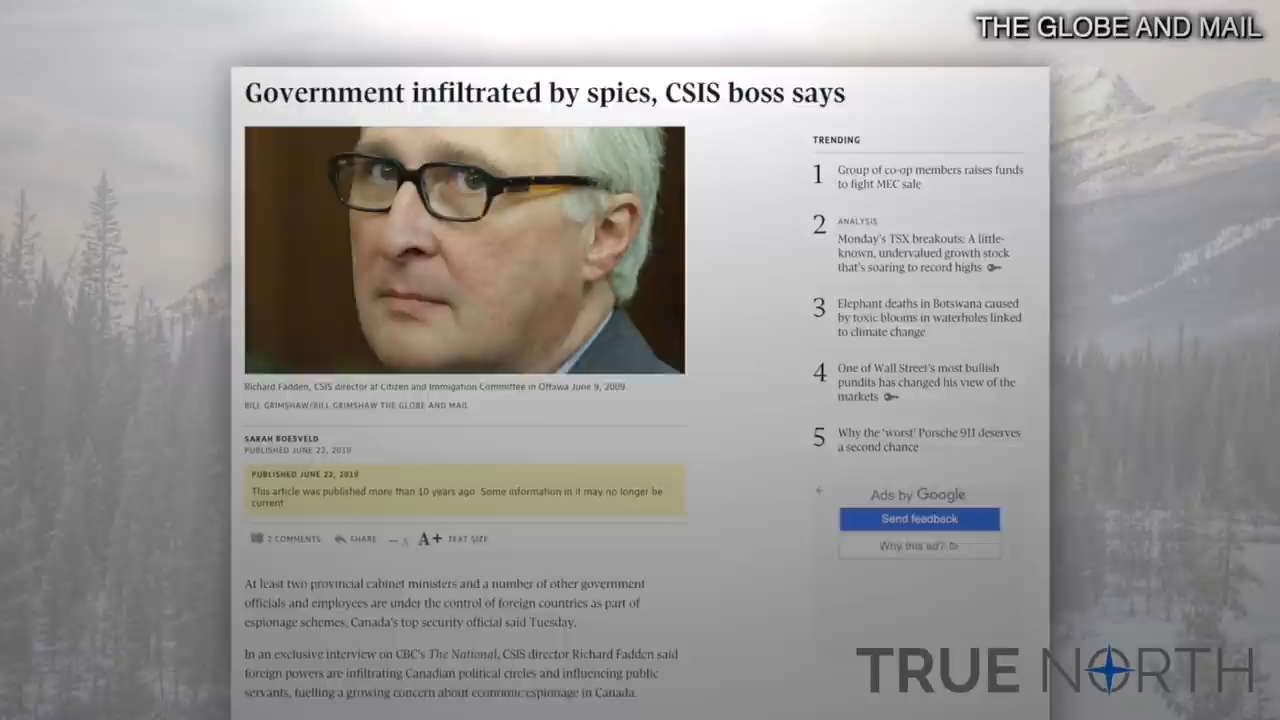 THE GLOBE AND MAIL
Government infiltrated by spies, CSIS boss says
Richard Fadden, CSIS director at Citizen and Immigation Committee in Ottawa June 9, 2009.
BILL GRIMSHAW/BILL GRIMSHAW THE GLOBE AND MAIL
SARAH BOESVELD
PUBLISHED JUNE 22, 2010
PUBLISHED JUNE 22, 2010
This article was published more than 10 years ago. Some information in it may no longer be
current.
2 COMMENTS SHARE — A A+ TEXT SIZE
At least two provincial cabinet ministers and a number of other government
officials and employees are under the control of foreign countries as part of
espionage schemes, Canada's top security official said Tuesday.
In an exclusive interview on CBC's The National, CSIS director Richard Fadden said
foreign powers are infiltrating Canadian political circles and influencing public
servants, fuelling a growing concern about economic espionage in Canada.
TRENDING
1 Group of co-op members raises funds
to fight MEC sale
2 ANALYSIS
Monday's TSX breakouts: A little-
known, undervalued growth stock
that's soaring to record highs
3 Elephant deaths in Botswana caused
by toxic blooms in waterholes linked
to climate change
4 One of Wall Street's most bullish
pundits has changed his view of the
markets
5 Why the 'worst' Porsche 911 deserves
a second chance
Ads by Google
Send feedback
Why this ad?
TRUE NORTH